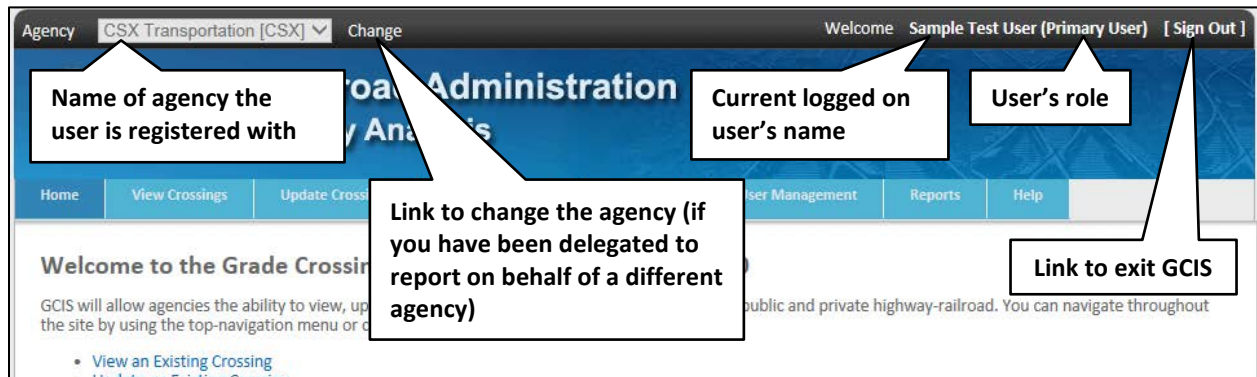 Agency CSX Transportation [CSX] Change Welcome Sample Test User (Primary User) [ Sign Out ]
Name of agency the
user is registered with
Administration
Current logged on
user's name
User's role
Home View Crossings Update User Management Reports Help
Link to change the agency (if
you have been delegated to
report on behalf of a different
agency)
Link to exit GCIS
Welcome to the Grade
GCIS will allow agencies the ability to view, public and private highway-railroad. You can navigate throughout
the site by using the top-navigation menu or
• View an Existing Crossing